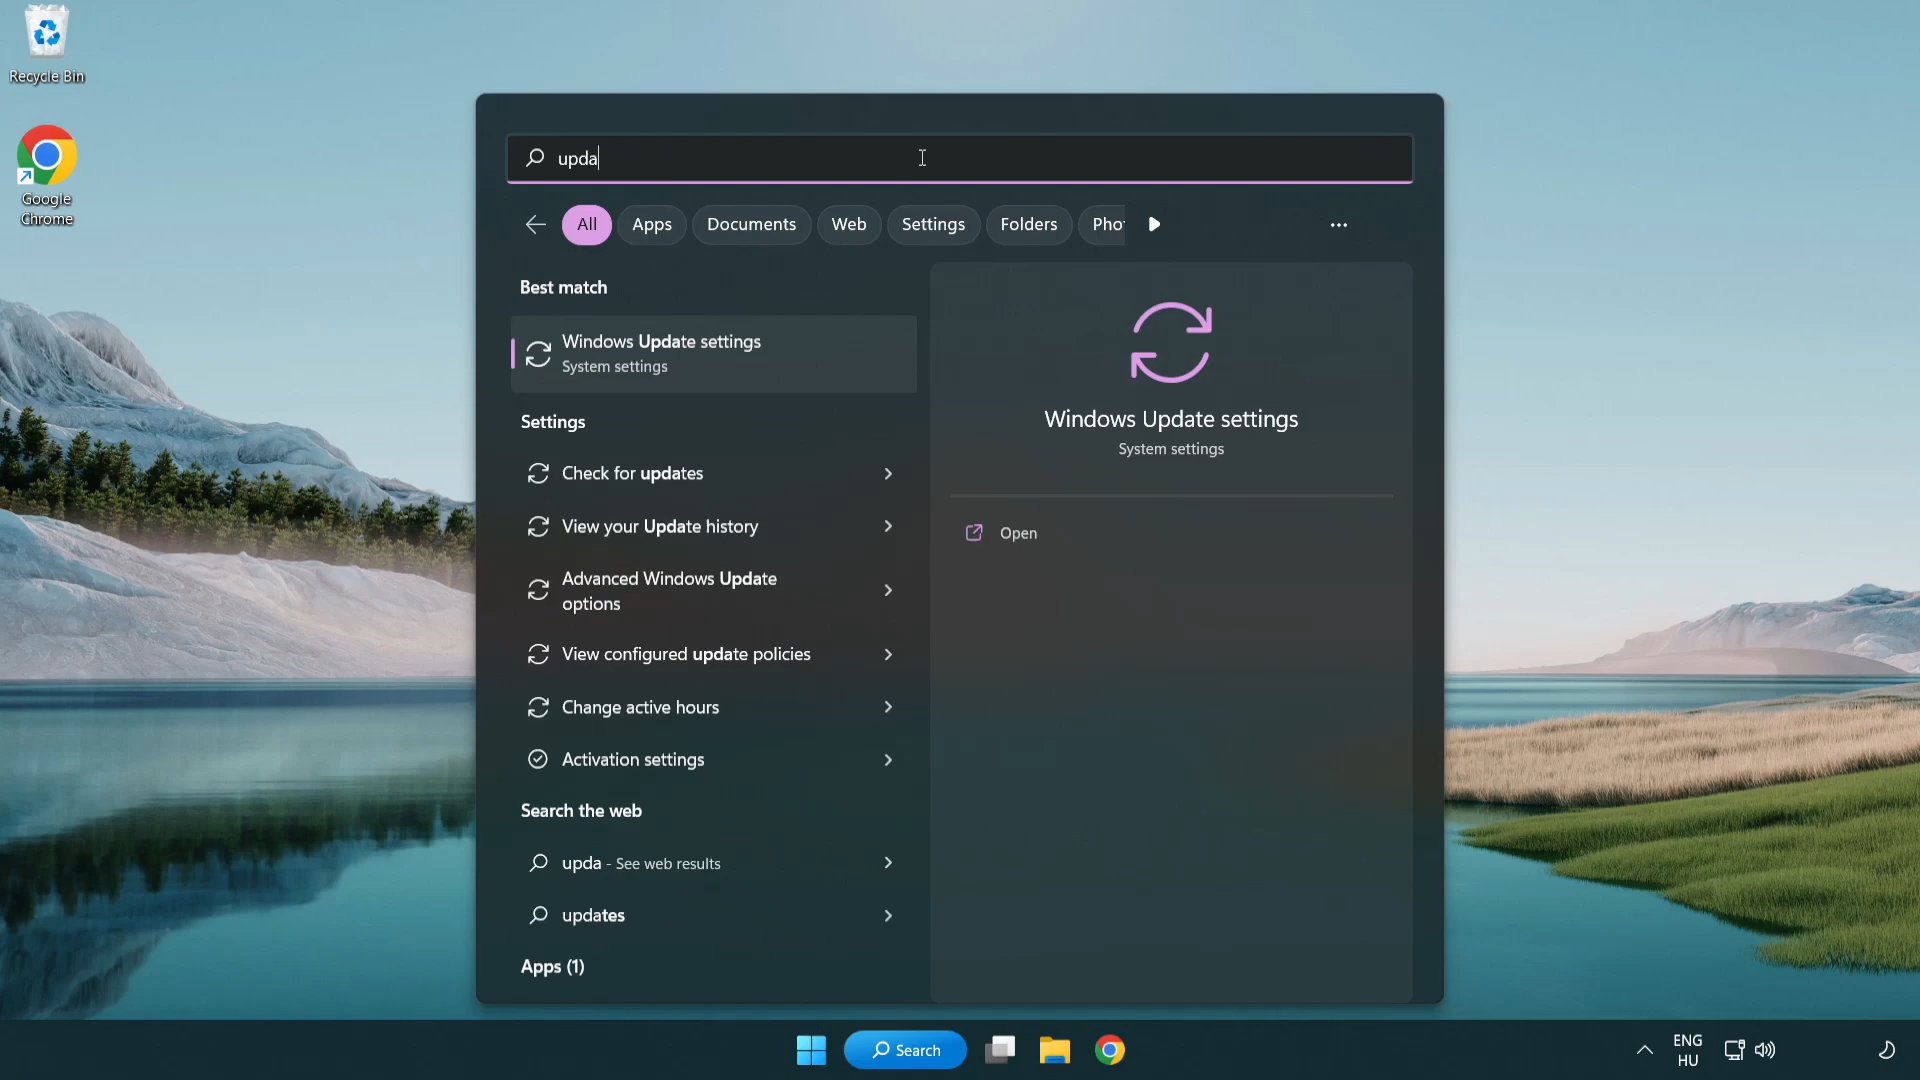 Recycle Bin
Google
Chrome
upda
All
Apps
Documents
Web
Settings
Folders
Pho
Best match
Windows Update settings
System settings
Settings
Check for updates
View your Update history
Advanced Windows Update
options
View configured update policies
Change active hours
Activation settings
Search the web
upda - See web results
updates
Apps (1)
Windows Update settings
System settings
Open
Search
ENG
HU